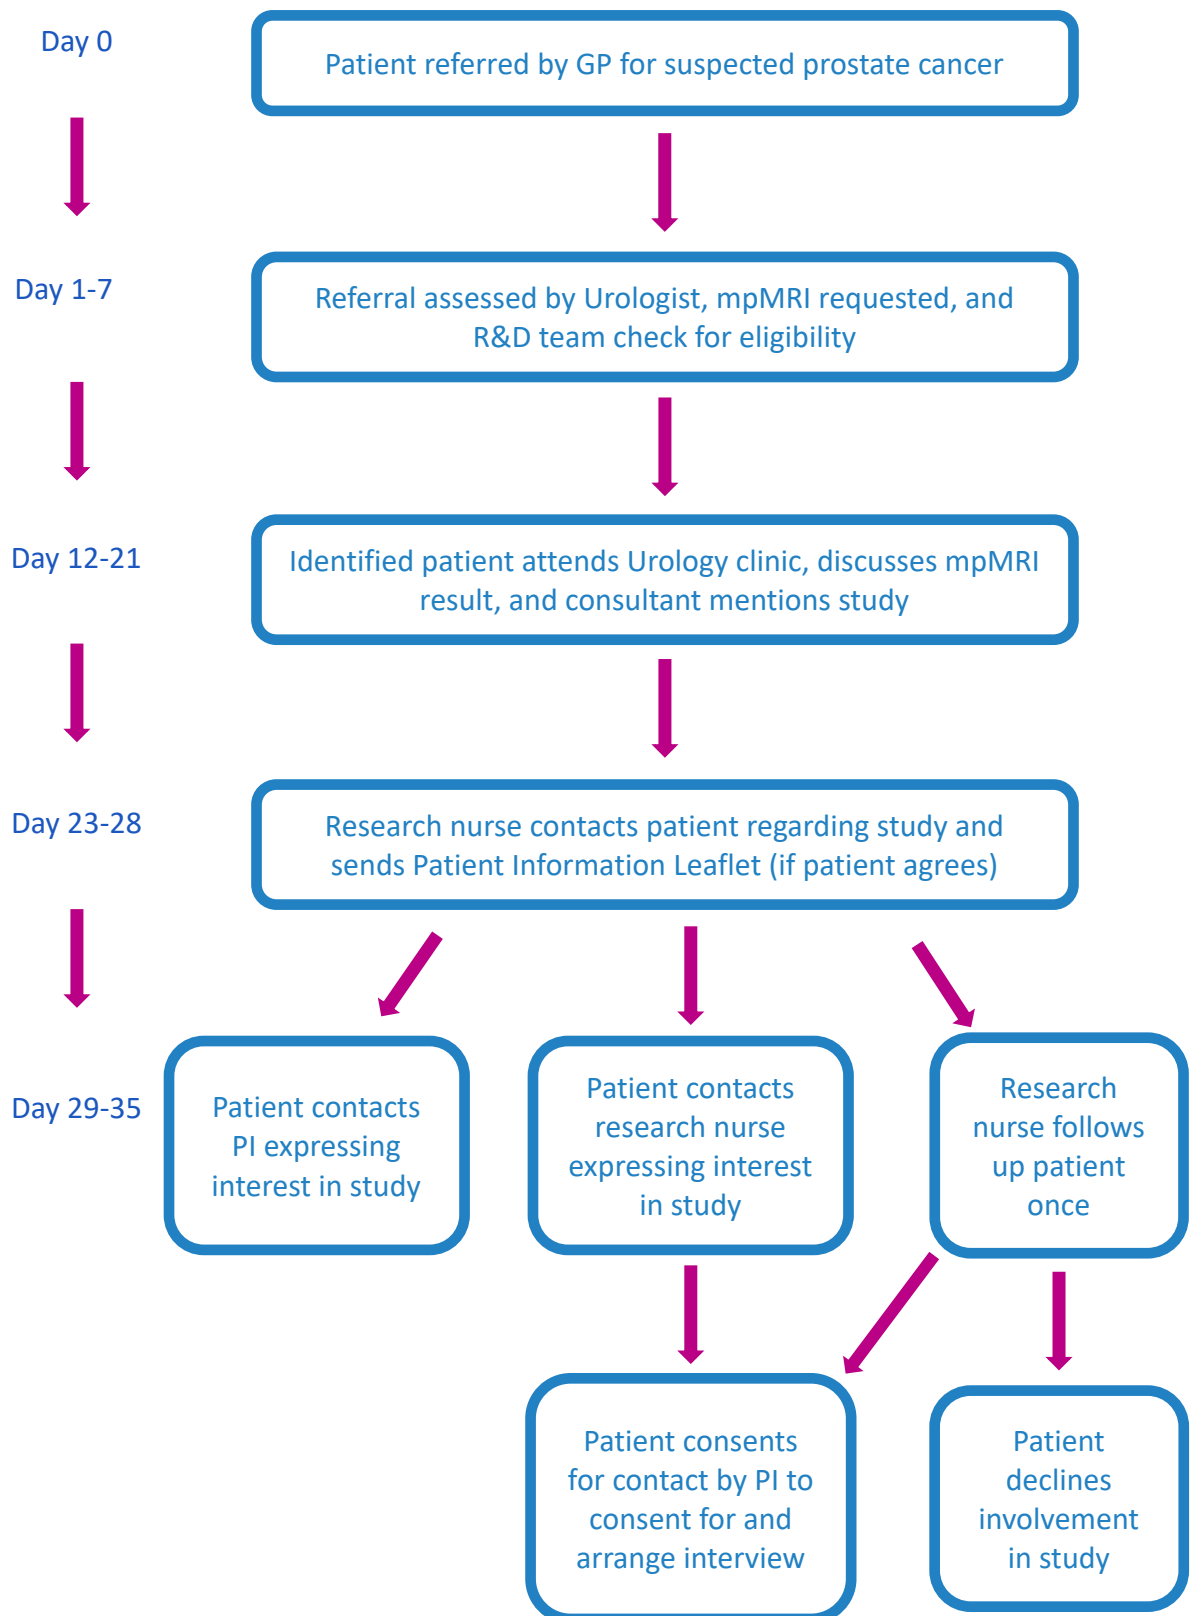 Day 0
Patient referred by GP for suspected prostate cancer
Day 1-7
Referral assessed by Urologist, mpMRI requested, and
R&D team check for eligibility
Day 12-21
Identified patient attends Urology clinic, discusses mpMRI
result, and consultant mentions study
Day 23-28
Research nurse contacts patient regarding study and
sends Patient Information Leaflet (if patient agrees)
Day 29-35
Patient contacts
PI expressing
interest in study
Patient contacts
research nurse
expressing interest
in study
Research
nurse follows
up patient
once
Patient consents
for contact by PI to
consent for and
arrange interview
Patient
declines
involvement
in study